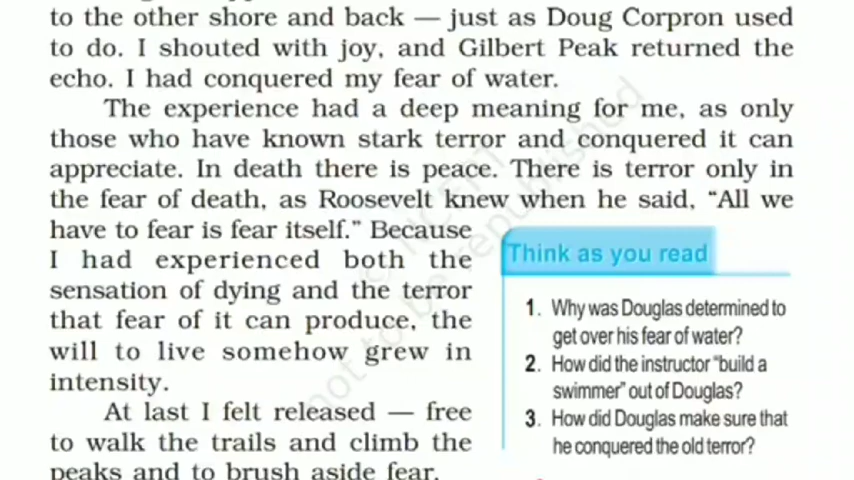 to the other shore and back — just as Doug Corpron used
to do. I shouted with joy, and Gilbert Peak returned the
echo. I had conquered my fear of water.
The experience had a deep meaning for me, as only
those who have known stark terror and conquered it can
appreciate. In death there is peace. There is terror only in
the fear of death, as Roosevelt knew when he said, “All we
have to fear is fear itself.” Because
I had experienced both the
sensation of dying and the terror
that fear of it can produce, the
will to live somehow grew in
intensity.
At last I felt released — free
to walk the trails and climb the
peaks and to brush aside fear.
Think as you read
1. Why was Douglas determined to
get over his fear of water?
2. How did the instructor “build a
swimmer” out of Douglas?
3. How did Douglas make sure that
he conquered the old terror?
© NCERT
not to be republished